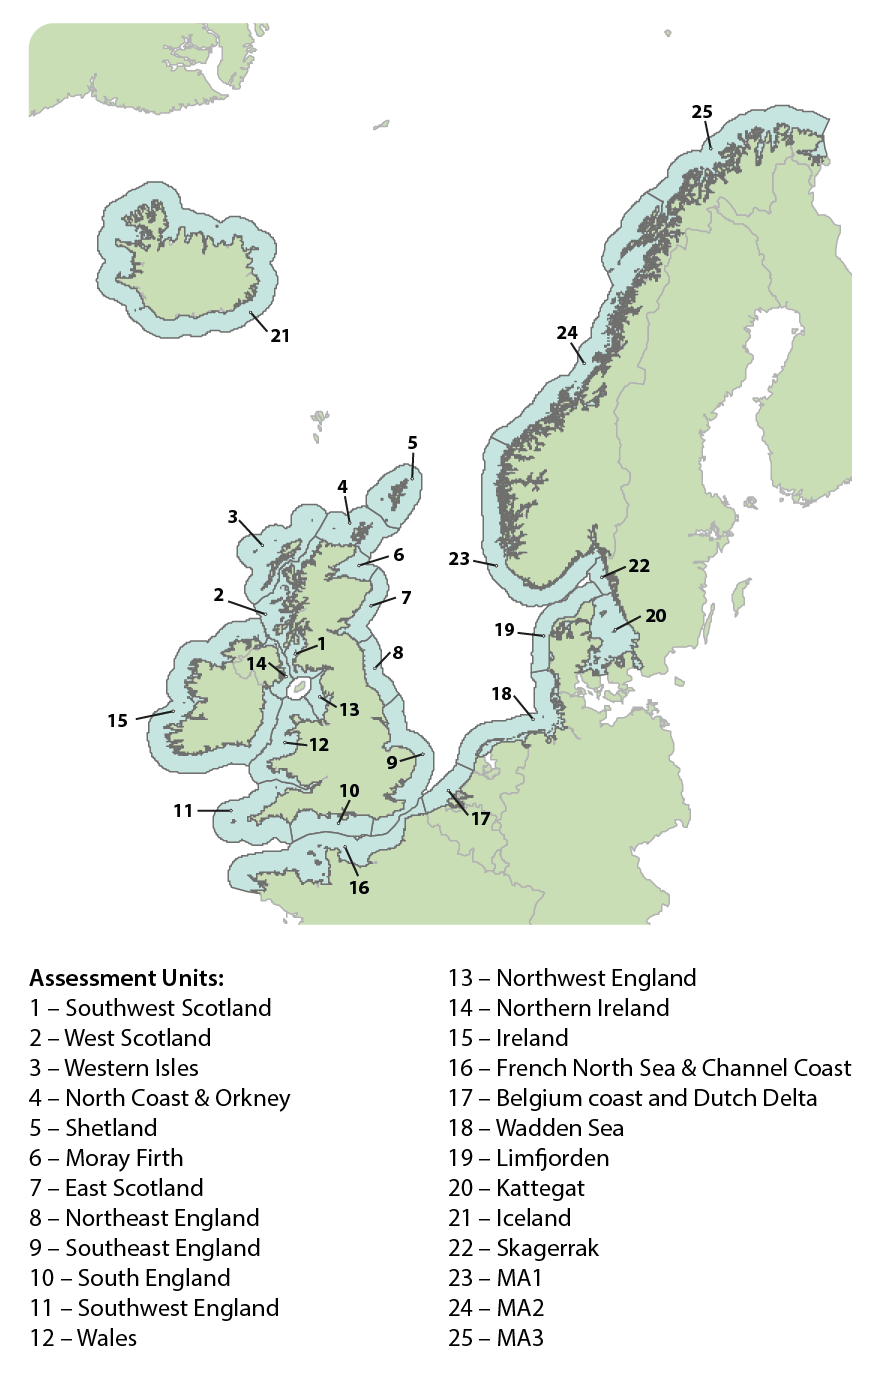 25
21
5
4
3
24
6
23
22
2
7
20
19
1
8
14
18
13
15
12
9
10
11
17
16
Assessment Units:
1 – Southwest Scotland
2 – West Scotland
3 – Western Isles
4 – North Coast & Orkney
5 – Shetland
6 – Moray Firth
7 – East Scotland
8 – Northeast England
9 – Southeast England
10 – South England
11 – Southwest England
12 – Wales
13 – Northwest England
14 – Northern Ireland
15 – Ireland
16 – French North Sea & Channel Coast
17 – Belgium coast and Dutch Delta
18 – Wadden Sea
19 – Limfjorden
20 – Kattegat
21 – Iceland
22 – Skagerrak
23 – MA1
24 – MA2
25 – MA3